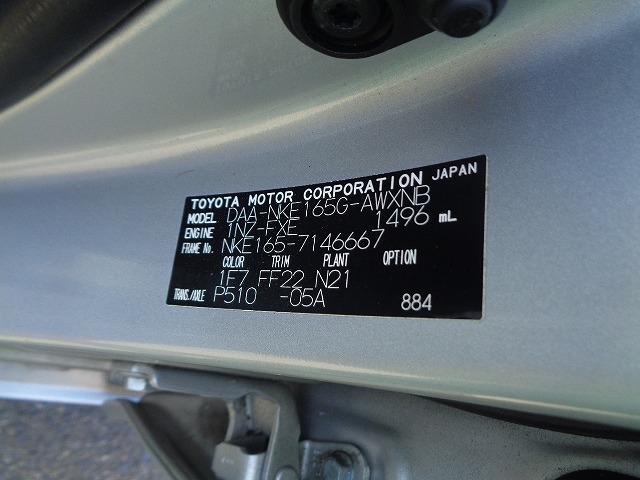 TOYOTA MOTOR CORPORATION JAPAN
MODEL DAA-NKE165G-AWXNB
ENGINE 1NZ-FXE 1496 mL
FRAME No. NKE165-7146667
COLOR TRIM PLANT OPTION
1F7 FF22 N21
TRANS./AXLE P510 -05A 884